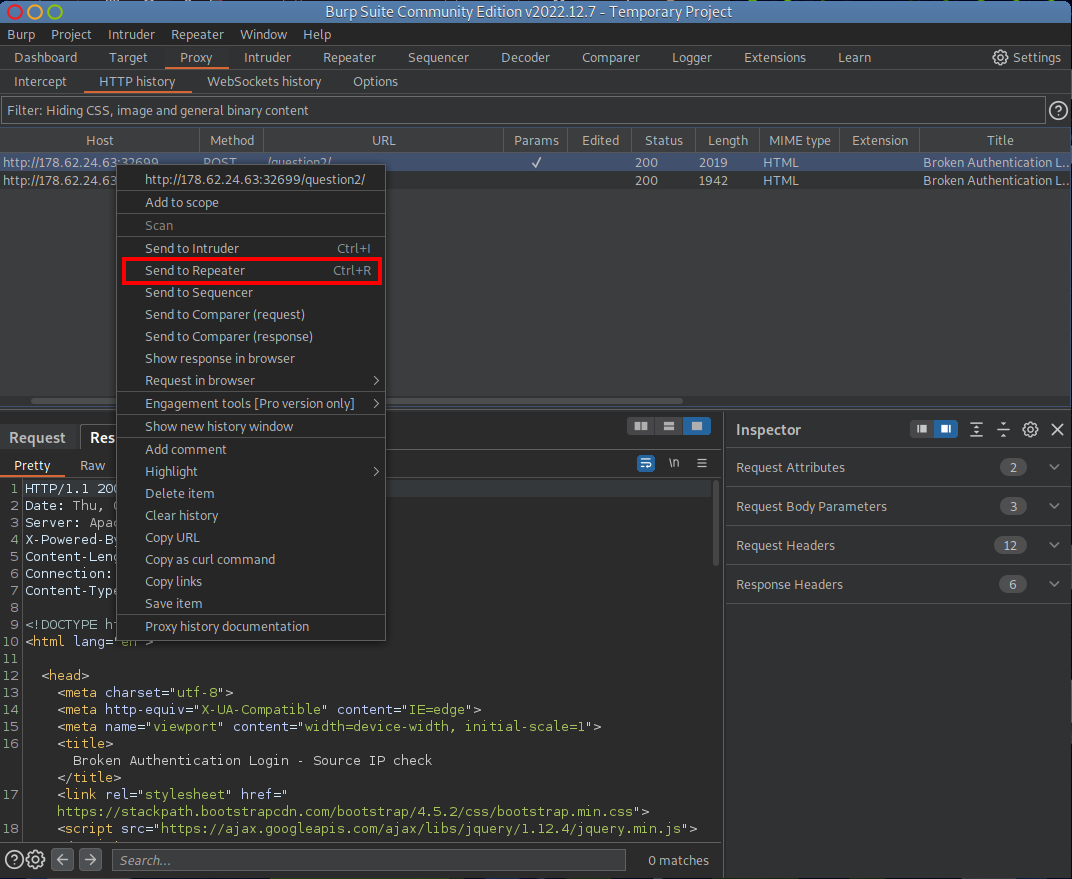 Burp Suite Community Edition v2022.12.7 - Temporary Project
Burp Project Intruder Repeater Window Help
Dashboard Target Proxy Intruder Repeater Sequencer Decoder Comparer Logger Extensions Learn Settings
Intercept HTTP history WebSockets history Options
Filter: Hiding CSS, image and general binary content ?
Host Method URL Params Edited Status Length MIME type Extension Title
http://178.62.24.63:32699 POST /question2/ ✓ 200 2019 HTML Broken Authentication L...
http://178.62.24.63 200 1942 HTML Broken Authentication L...
http://178.62.24.63:32699/question2/
Add to scope
Scan
Send to Intruder Ctrl+I
Send to Repeater Ctrl+R
Send to Sequencer
Send to Comparer (request)
Send to Comparer (response)
Show response in browser
Request in browser
Engagement tools [Pro version only]
Show new history window
Add comment
Highlight
Delete item
Clear history
Copy URL
Copy as curl command
Copy links
Save item
Proxy history documentation
Request Res
Pretty Raw \n
1 HTTP/1.1 200
2 Date: Thu,
3 Server: Apac
4 X-Powered-By
5 Content-Leng
6 Connection:
7 Content-Type
8
9 <!DOCTYPE ht
10 <html lang="en">
11
12 <head>
13 <meta charset="utf-8">
14 <meta http-equiv="X-UA-Compatible" content="IE=edge">
15 <meta name="viewport" content="width=device-width, initial-scale=1">
16 <title>
Broken Authentication Login - Source IP check
</title>
17 <link rel="stylesheet" href="
https://stackpath.bootstrapcdn.com/bootstrap/4.5.2/css/bootstrap.min.css">
18 <script src="https://ajax.googleapis.com/ajax/libs/jquery/1.12.4/jquery.min.js">
? Search... 0 matches
Inspector
Request Attributes 2
Request Body Parameters 3
Request Headers 12
Response Headers 6